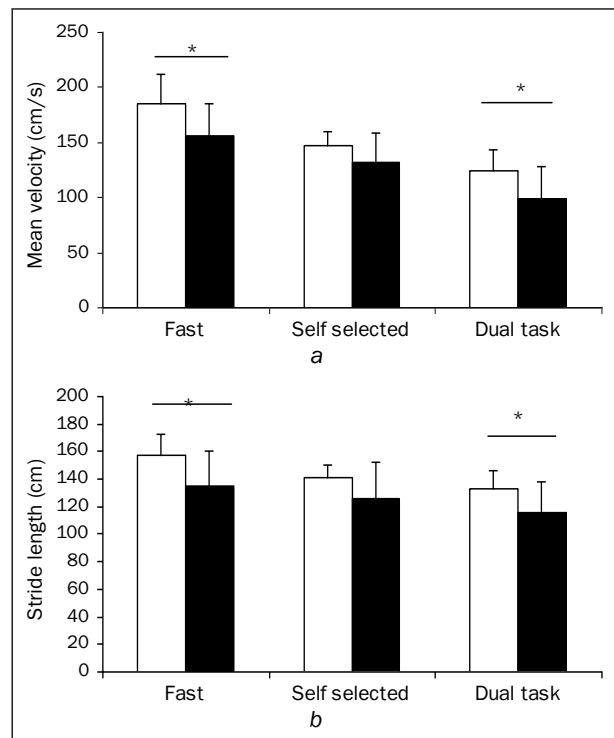 Mean velocity (cm/s)
250
200
150
100
50
0
*
*
Fast
Self selected
Dual task
a
Stride length (cm)
200
180
160
140
120
100
80
60
40
20
0
*
*
Fast
Self selected
Dual task
b